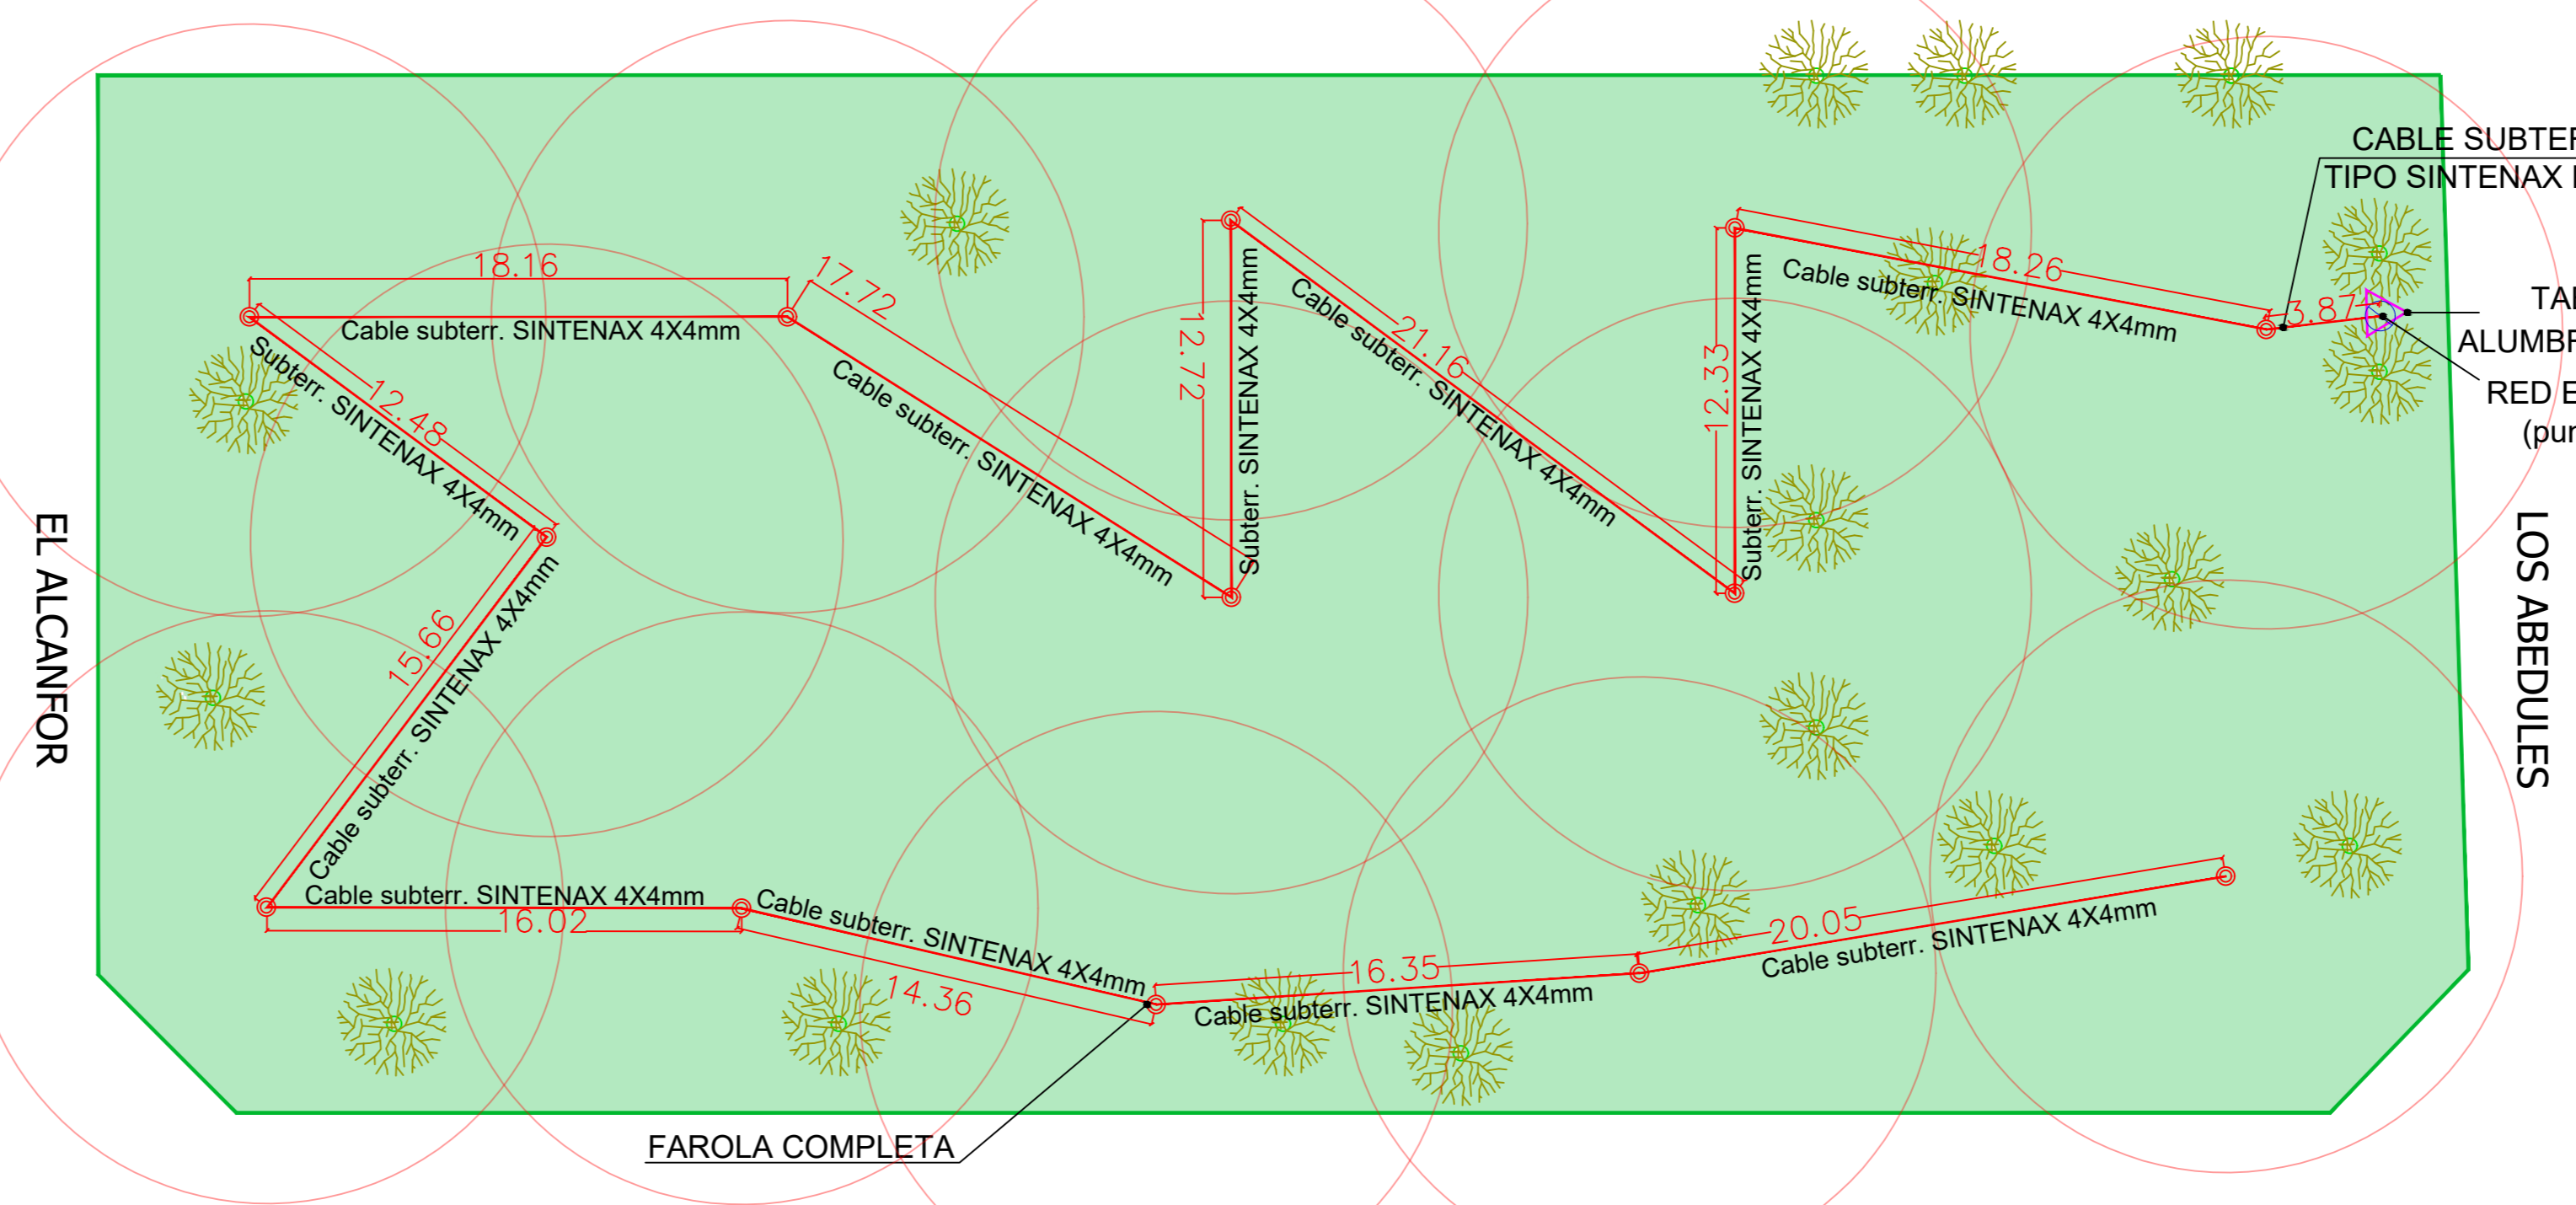 CABLE SUBTER
TIPO SINTENAX
18.16
17.72
18.26
3.87
TA
Cable subterr. SINTENAX 4X4mm
12.72
Subterr. SINTENAX 4X4mm
21.16
Cable subterr. SINTENAX 4X4mm
12.33
Subterr. SINTENAX 4X4mm
Cable subterr. SINTENAX 4X4mm
ALUMB
RED E
(pun
12.48
Subterr. SINTENAX 4X4mm
Cable subterr. SINTENAX 4X4mm
EL ALCANFOR
LOS ABEDULES
15.66
Cable subterr. SINTENAX 4X4mm
Cable subterr. SINTENAX 4X4mm
16.02
Cable subterr. SINTENAX 4X4mm
14.36
16.35
Cable subterr. SINTENAX 4X4mm
20.05
Cable subterr. SINTENAX 4X4mm
FAROLA COMPLETA